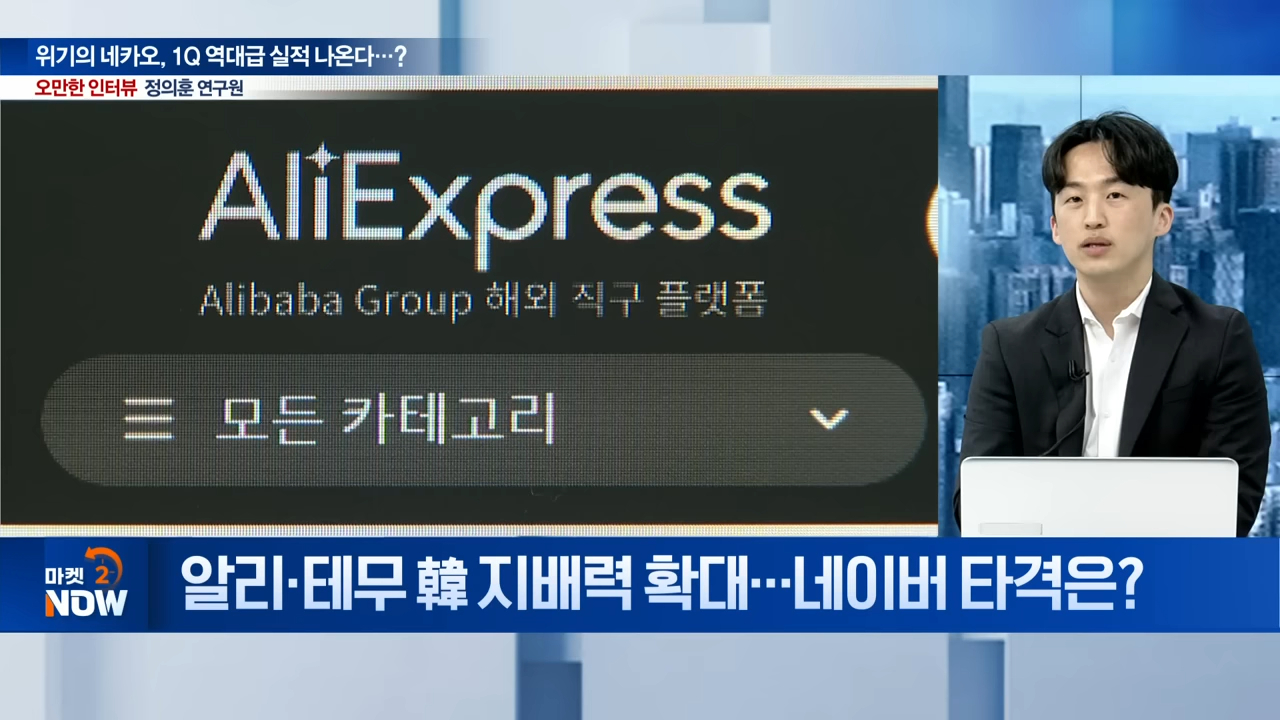 위기의 네카오, 1Q 역대급 실적 나온다…?
오만한 인터뷰 정의훈 연구원
AliExpress
Alibaba Group 해외 직구 플랫폼
모든 카테고리
마켓 2
NOW
알리·테무 韓 지배력 확대…네이버 타격은?